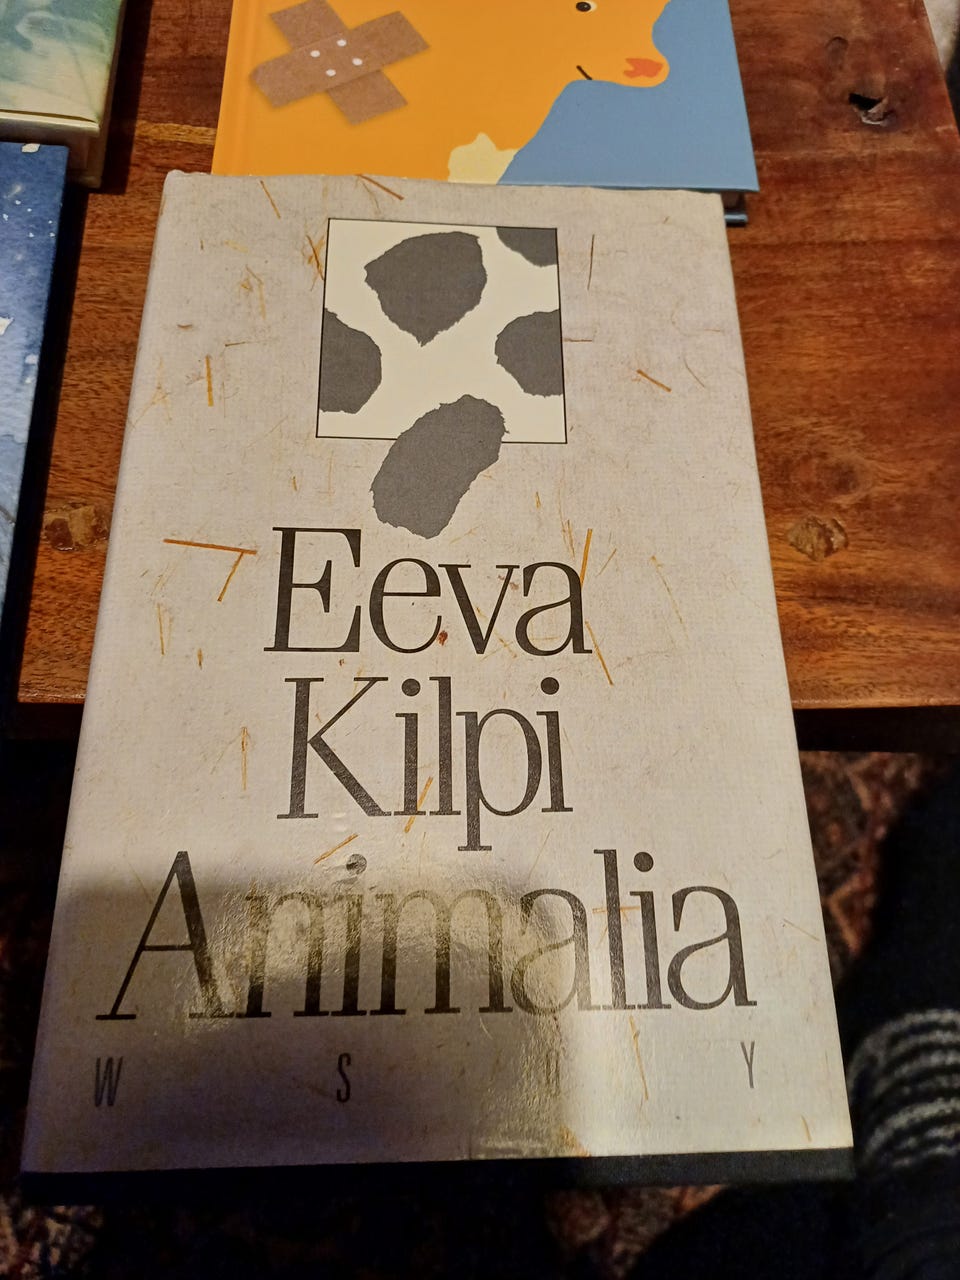 Eeva
Kilpi
Animalia
W S O Y